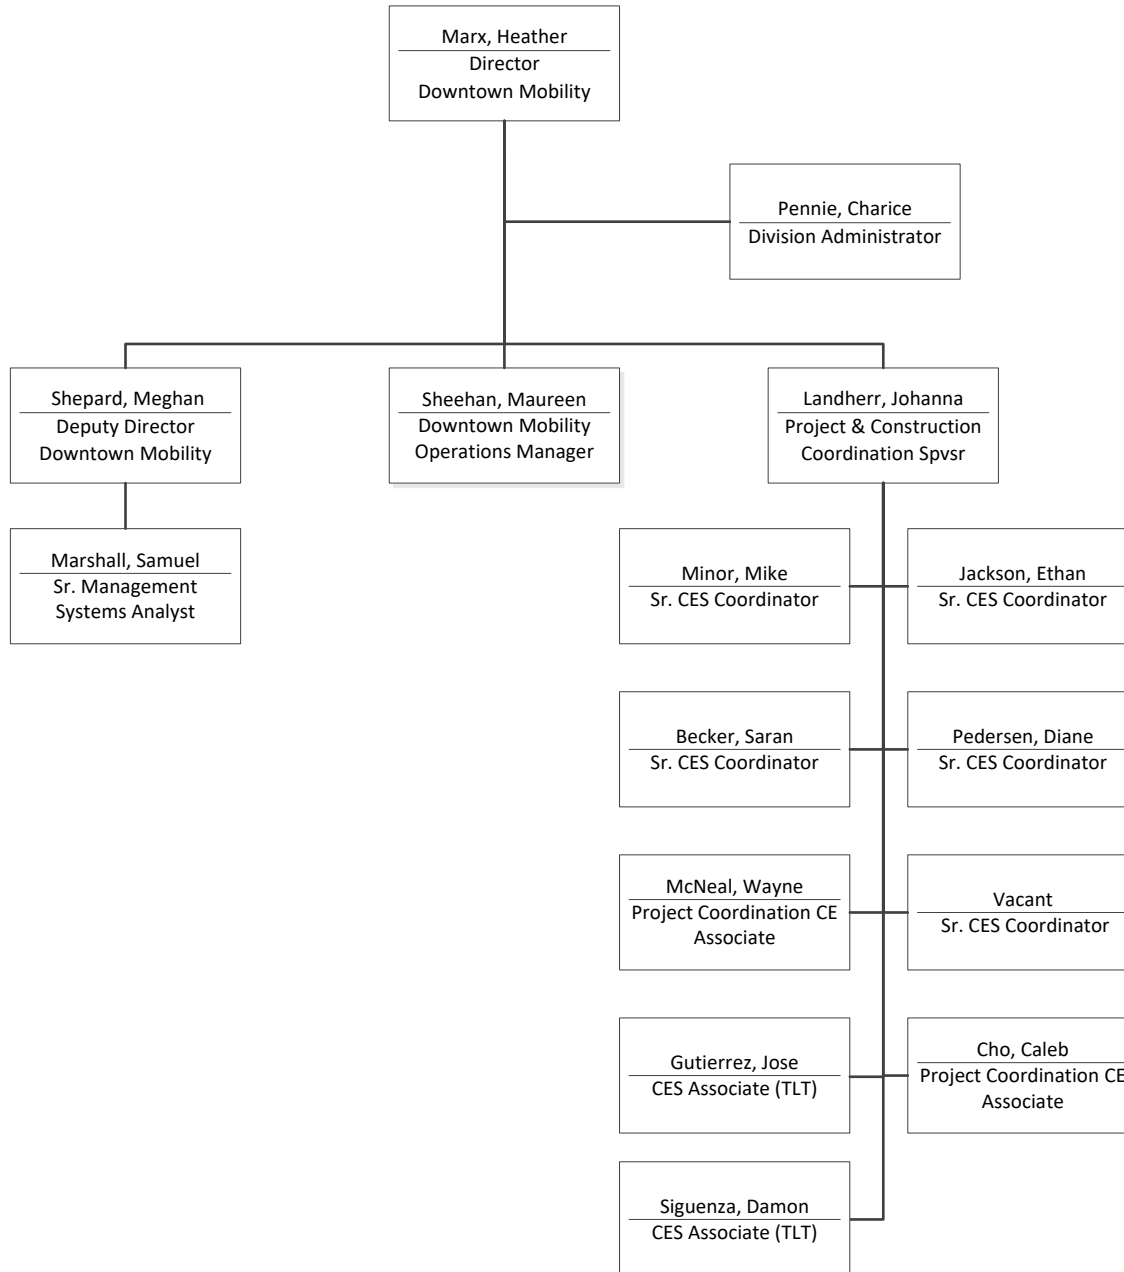 Marx, Heather
Director
Downtown Mobility
Pennie, Charice
Division Administrator
Shepard, Meghan
Deputy Director
Downtown Mobility
Sheehan, Maureen
Downtown Mobility
Operations Manager
Landherr, Johanna
Project & Construction
Coordination Spvsr
Marshall, Samuel
Sr. Management
Systems Analyst
Minor, Mike
Sr. CES Coordinator
Jackson, Ethan
Sr. CES Coordinator
Becker, Saran
Sr. CES Coordinator
Pedersen, Diane
Sr. CES Coordinator
McNeal, Wayne
Project Coordination CE
Associate
Vacant
Sr. CES Coordinator
Gutierrez, Jose
CES Associate (TLT)
Cho, Caleb
Project Coordination CE
Associate
Siguenza, Damon
CES Associate (TLT)